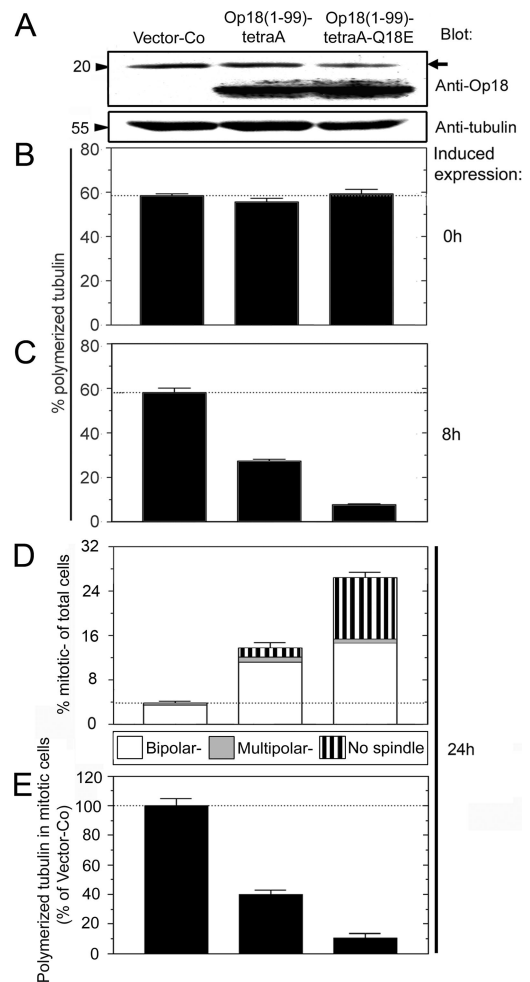 A
Vector-Co
Op18(1-99)-
tetraA
Op18(1-99)-
tetraA-Q18E
Blot:
20
Anti-Op18
55
Anti-tubulin
B
Induced
expression:
80
60
40
20
0
0h
% polymerized tubulin
C
80
60
40
20
0
8h
D
32
24
16
8
0
% mitotic- of total cells
Bipolar-
Multipolar-
No spindle
24h
E
120
100
80
60
40
20
0
Polymerized tubulin in mitotic cells
(% of Vector-Co)